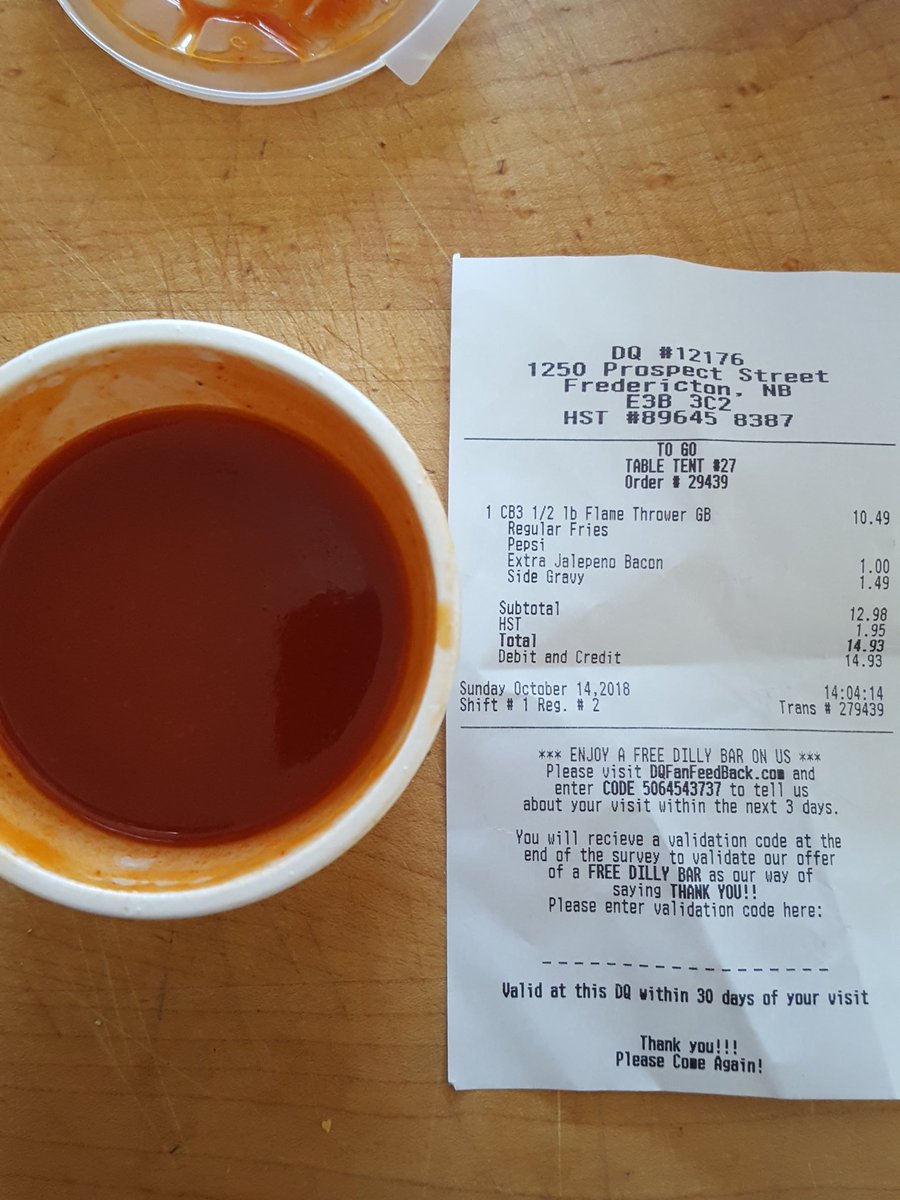 DQ #12176
1250 Prospect Street
Fredericton, NB
E3B 3C2
HST #89645 8387
TO GO
TABLE TENT #27
Order # 29439
1 CB3 1/2 lb Flame Thrower GB 10.49
Regular Fries
Pepsi
Extra Jalepeno Bacon 1.00
Side Gravy 1.49
Subtotal 12.98
HST 1.95
Total 14.93
Debit and Credit 14.93
Sunday October 14,2018 14:04:14
Shift # 1 Reg. # 2 Trans # 279439
*** ENJOY A FREE DILLY BAR ON US ***
Please visit DQFanFeedBack.com and
enter CODE 5064543737 to tell us
about your visit within the next 3 days.
You will recieve a validation code at the
end of the survey to validate our offer
of a FREE DILLY BAR as our way of
saying THANK YOU!!
Please enter validation code here:
_ _ _ _ _ _ _ _ _ _ _ _ _ _ _ _ _
Valid at this DQ within 30 days of your visit
Thank you!!!
Please Come Again!